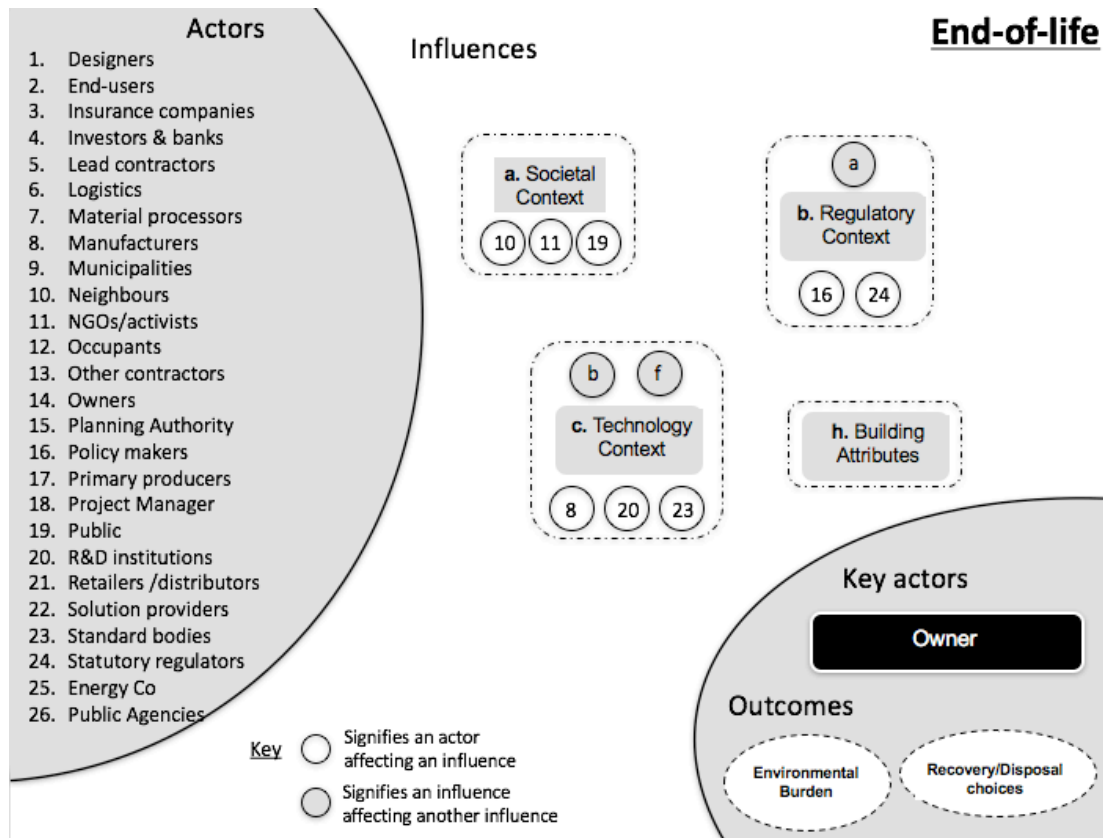 Actors
1. Designers
2. End-users
3. Insurance companies
4. Investors & banks
5. Lead contractors
6. Logistics
7. Material processors
8. Manufacturers
9. Municipalities
10. Neighbours
11. NGOs/activists
12. Occupants
13. Other contractors
14. Owners
15. Planning Authority
16. Policy makers
17. Primary producers
18. Project Manager
19. Public
20. R&D institutions
21. Retailers /distributors
22. Solution providers
23. Standard bodies
24. Statutory regulators
25. Energy Co
26. Public Agencies
Influences
End-of-life
a. Societal
Context
10 11 19
a
b. Regulatory
Context
16 24
b f
c. Technology
Context
8 20 23
h. Building
Attributes
Key actors
Owner
Outcomes
Environmental
Burden
Recovery/Disposal
choices
Key
Signifies an actor
affecting an influence
Signifies an influence
affecting another influence